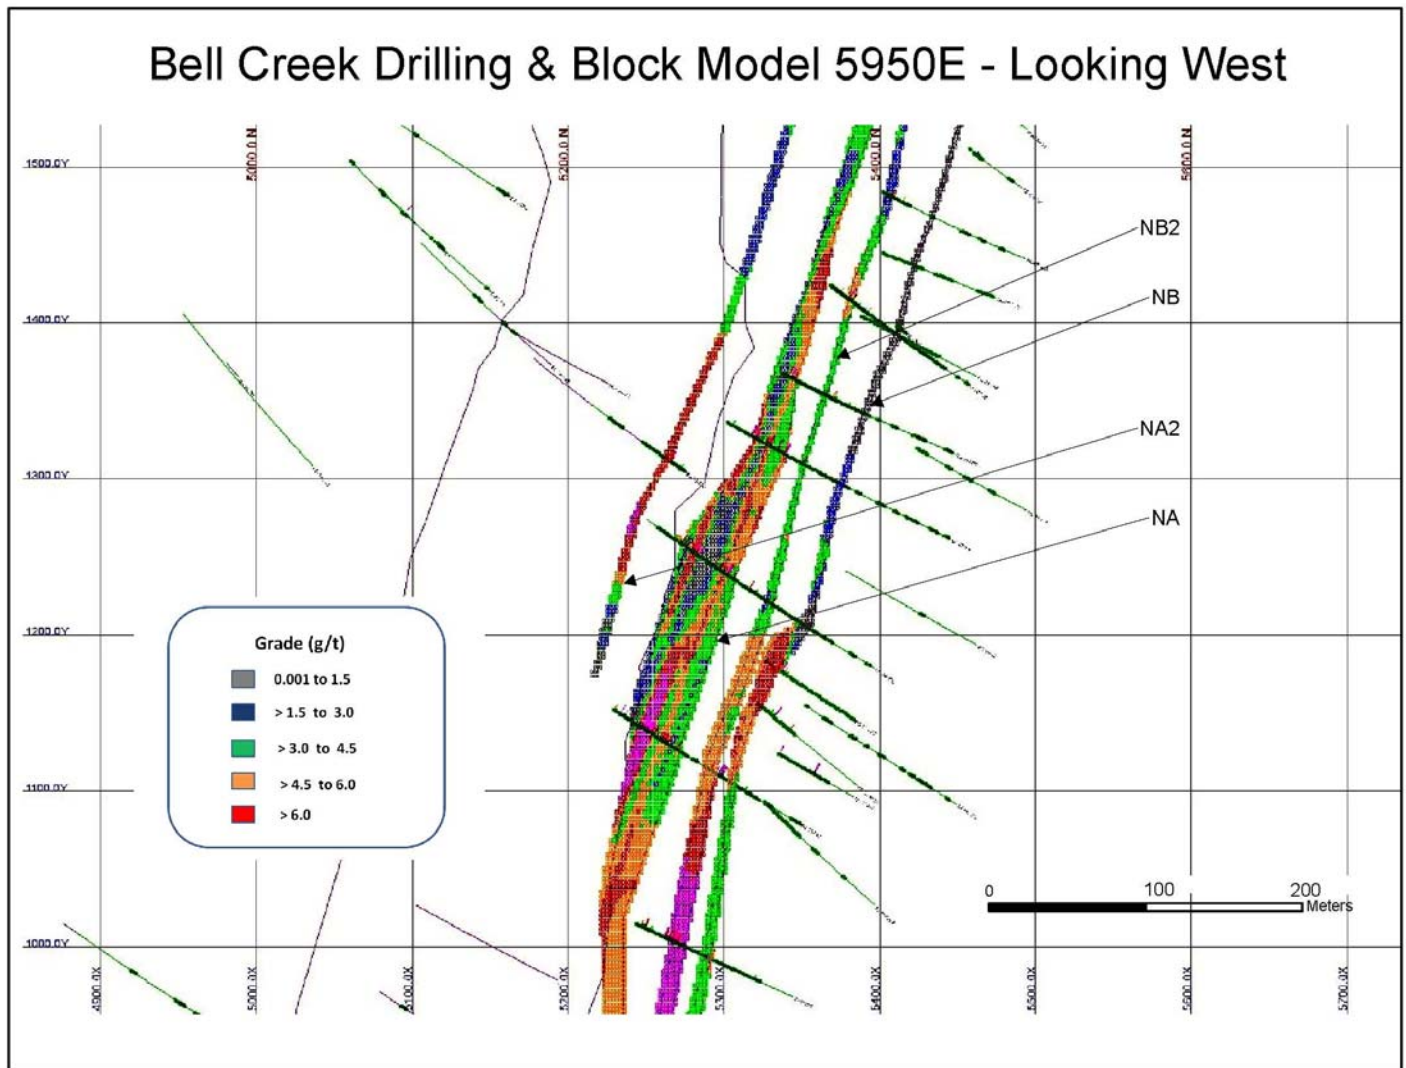 Bell Creek Drilling & Block Model 5950E - Looking West
5000.0 N
5200.0 N
5400.0 N
5600.0 N
1500.0Y
1400.0Y
1300.0Y
1200.0Y
1100.0Y
1000.0Y
NB2
NB
NA2
NA
Grade (g/t)
0.001 to 1.5
> 1.5 to 3.0
> 3.0 to 4.5
> 4.5 to 6.0
> 6.0
0 100 200
Meters
4900.0X
5000.0X
5100.0X
5200.0X
5300.0X
5400.0X
5500.0X
5600.0X
5700.0X